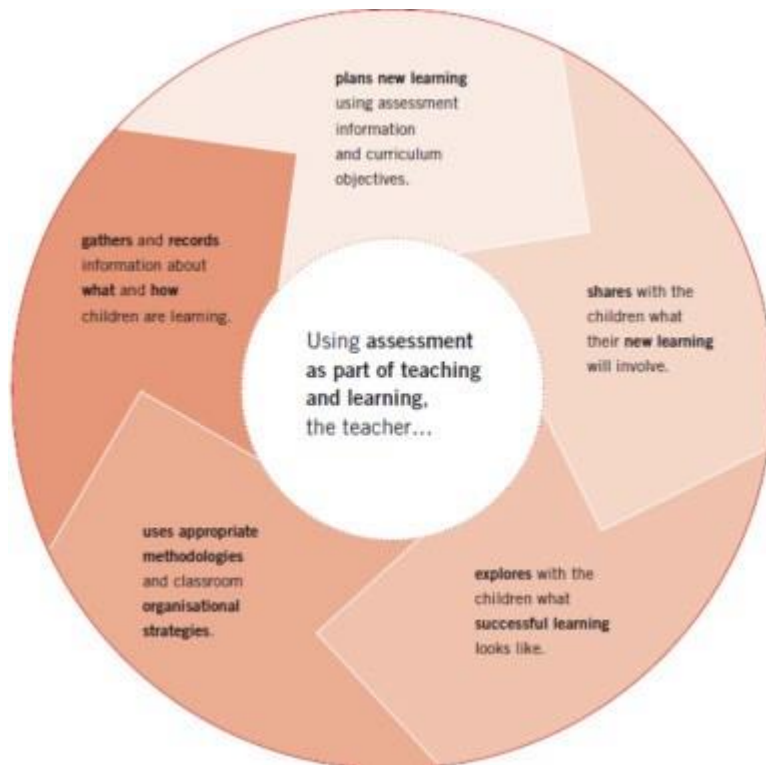 plans new learning
using assessment
information
and curriculum
objectives.
shares with the
children what
their new learning
will involve.
explores with the
children what
successful learning
looks like.
uses appropriate
methodologies
and classroom
organisational
strategies.
gathers and records
information about
what and how
children are learning.
Using assessment
as part of teaching
and learning,
the teacher...